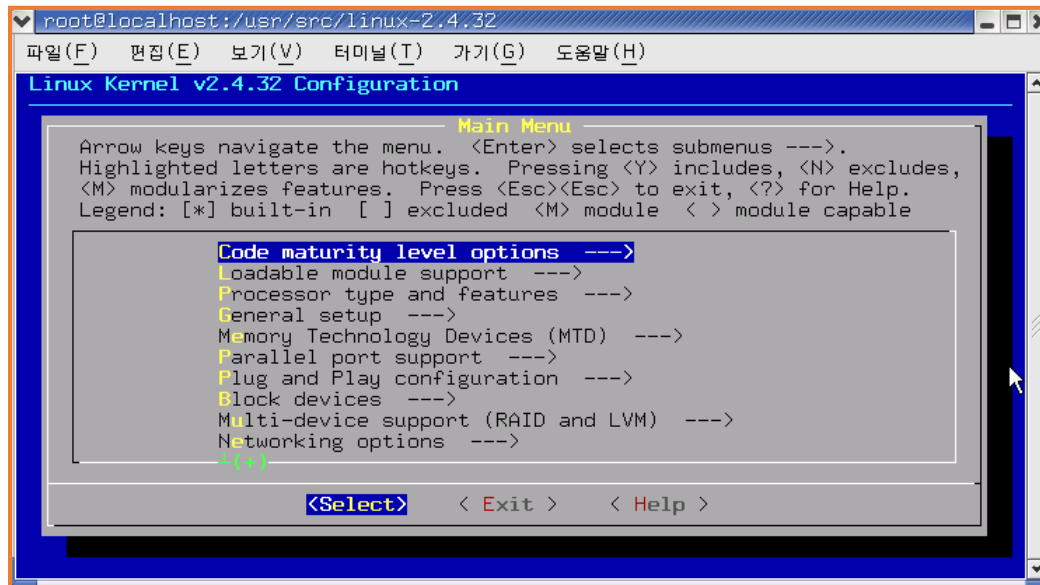 root@localhost:/usr/src/linux-2.4.32
파일(F) 편집(E) 보기(V) 터미널(T) 가기(G) 도움말(H)
Linux Kernel v2.4.32 Configuration
Main Menu
Arrow keys navigate the menu. <Enter> selects submenus --->.
Highlighted letters are hotkeys. Pressing <Y> includes, <N> excludes,
<M> modularizes features. Press <Esc><Esc> to exit, <?> for Help.
Legend: [*] built-in [ ] excluded <M> module < > module capable
Code maturity level options --->
Loadable module support --->
Processor type and features --->
General setup --->
Memory Technology Devices (MTD) --->
Parallel port support --->
Plug and Play configuration --->
Block devices --->
Multi-device support (RAID and LVM) --->
Networking options --->
┴(+)
<Select> < Exit > < Help >